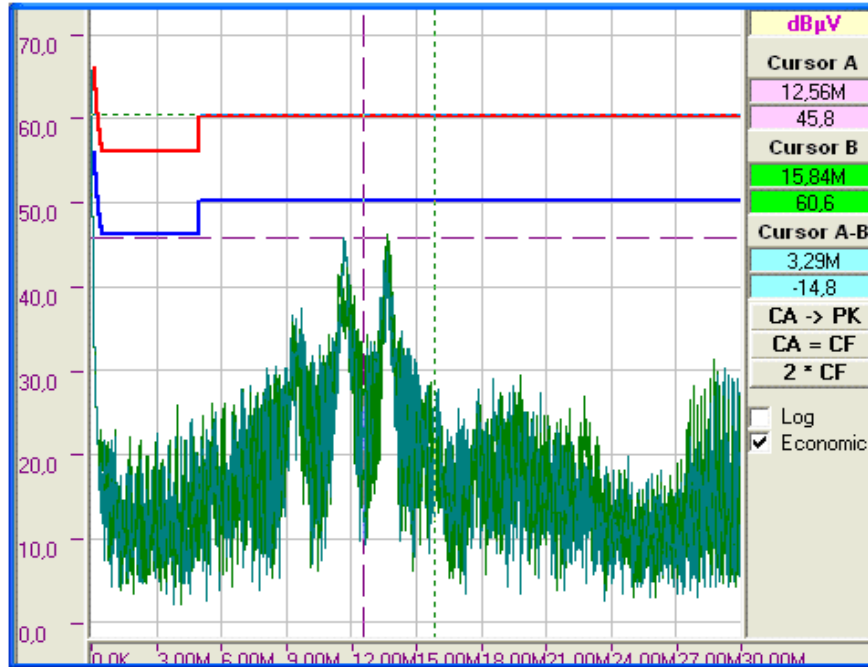 70,0
60,0
50,0
40,0
30,0
20,0
10,0
0,0
0,0K 3,00M 6,00M 9,00M 12,00M 15,00M 18,00M 21,00M 24,00M 27,00M 30,00M
dBµV
Cursor A
12,56M
45,8
Cursor B
15,84M
60,6
Cursor A-B
3,29M
-14,8
CA -> PK
CA = CF
2 * CF
Log
Economic